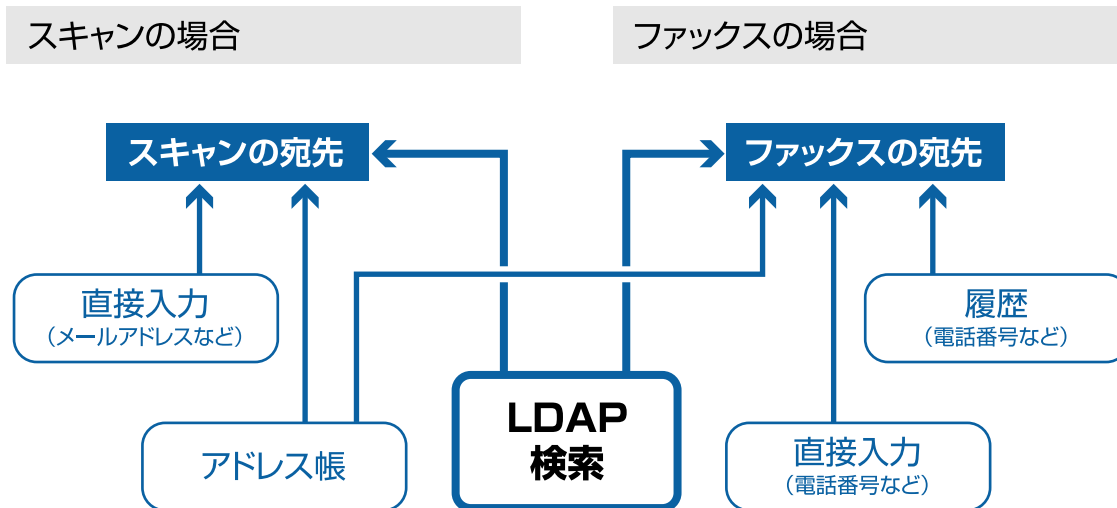 スキャンの場合
ファックスの場合
スキャンの宛先
ファックスの宛先
直接入力
（メールアドレスなど）
履歴
（電話番号など）
アドレス帳
LDAP
検索
直接入力
（電話番号など）